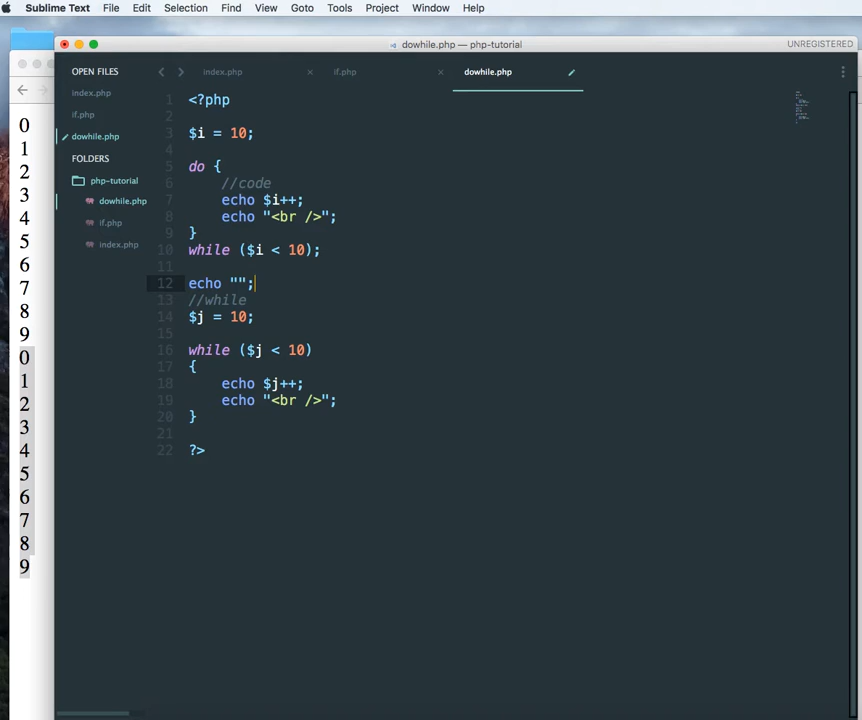 Sublime Text File Edit Selection Find View Goto Tools Project Window Help
dowhile.php — php-tutorial UNREGISTERED
OPEN FILES
index.php
if.php
dowhile.php
FOLDERS
php-tutorial
dowhile.php
if.php
index.php
index.php × if.php × dowhile.php
1 <?php
2
3 $i = 10;
4
5 do {
6 //code
7 echo $i++;
8 echo "<br />";
9 }
10 while ($i < 10);
11
12 echo "";
13 //while
14 $j = 10;
15
16 while ($j < 10)
17 {
18 echo $j++;
19 echo "<br />";
20 }
21
22 ?>
0
1
2
3
4
5
6
7
8
9
0
1
2
3
4
5
6
7
8
9